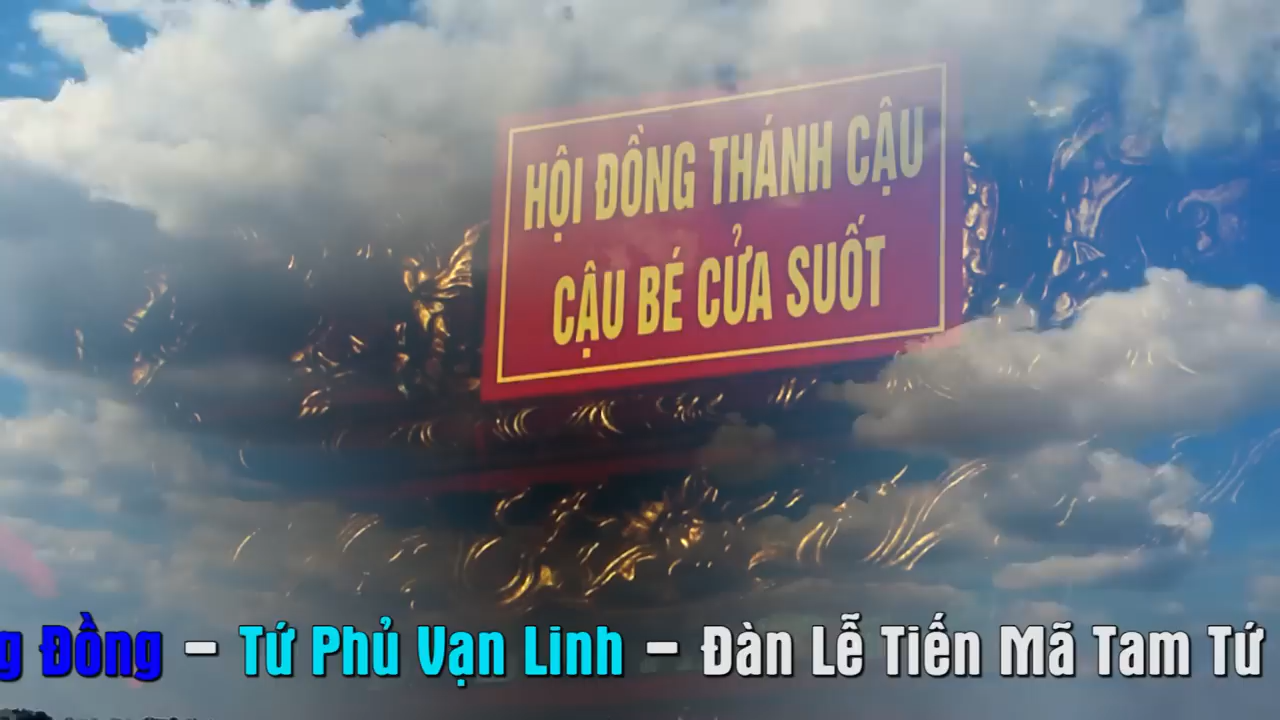 HỘI ĐỒNG THÁNH CẬU
CẬU BÉ CỬA SUỐT
Đồng - Tứ Phủ Vạn Linh - Đàn Lễ Tiến Mã Tam Tứ